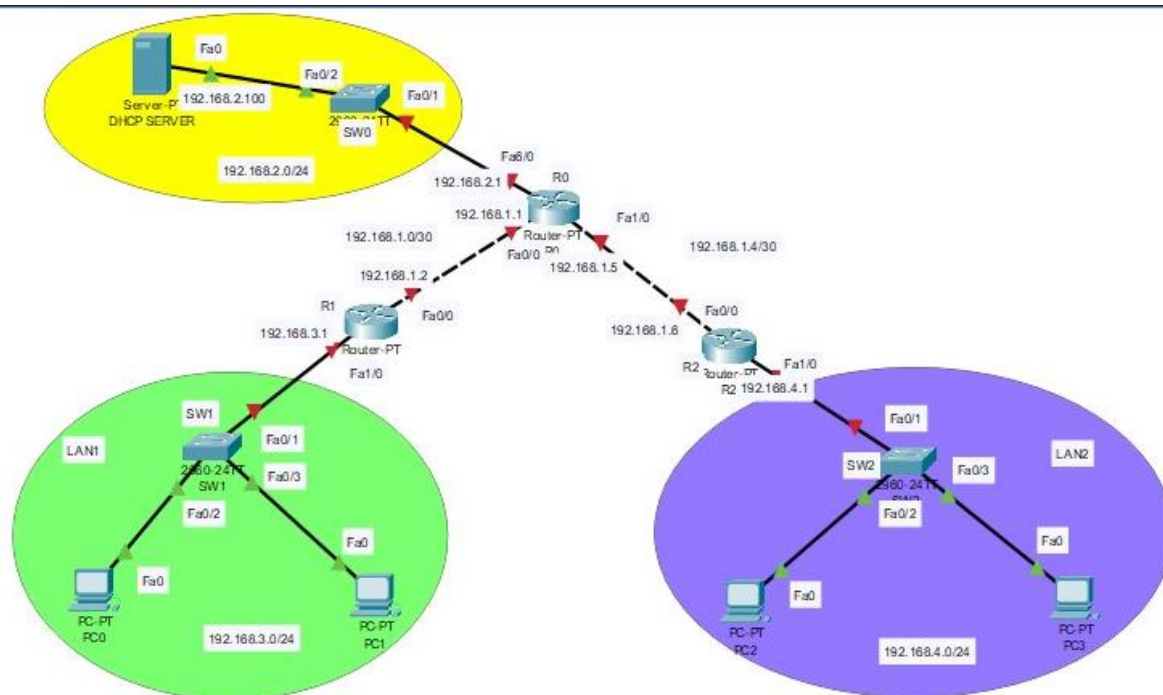 Fa0
192.168.2.100
Fa0/2
Fa0/1
DHCP SERVER
SW0
192.168.2.0/24
Fa6/0
192.168.2.1
R0
192.168.1.1
Router-PT
Fa1/0
192.168.1.0/30
Fa0/0
192.168.1.5
192.168.1.4/30
192.168.1.2
R1
Fa0/0
192.168.3.1
Router-PT
Fa1/0
192.168.1.6
Fa0/0
R2
R2
Fa1/0
192.168.4.1
LAN1
SW1
Fa0/1
SW1
Fa0/3
Fa0/2
Fa0
Fa0
PC-PT
PC0
PC-PT
PC1
192.168.3.0/24
Fa0/1
LAN2
SW2
Fa0/3
Fa0/2
Fa0
Fa0
PC-PT
PC2
PC-PT
PC3
192.168.4.0/24